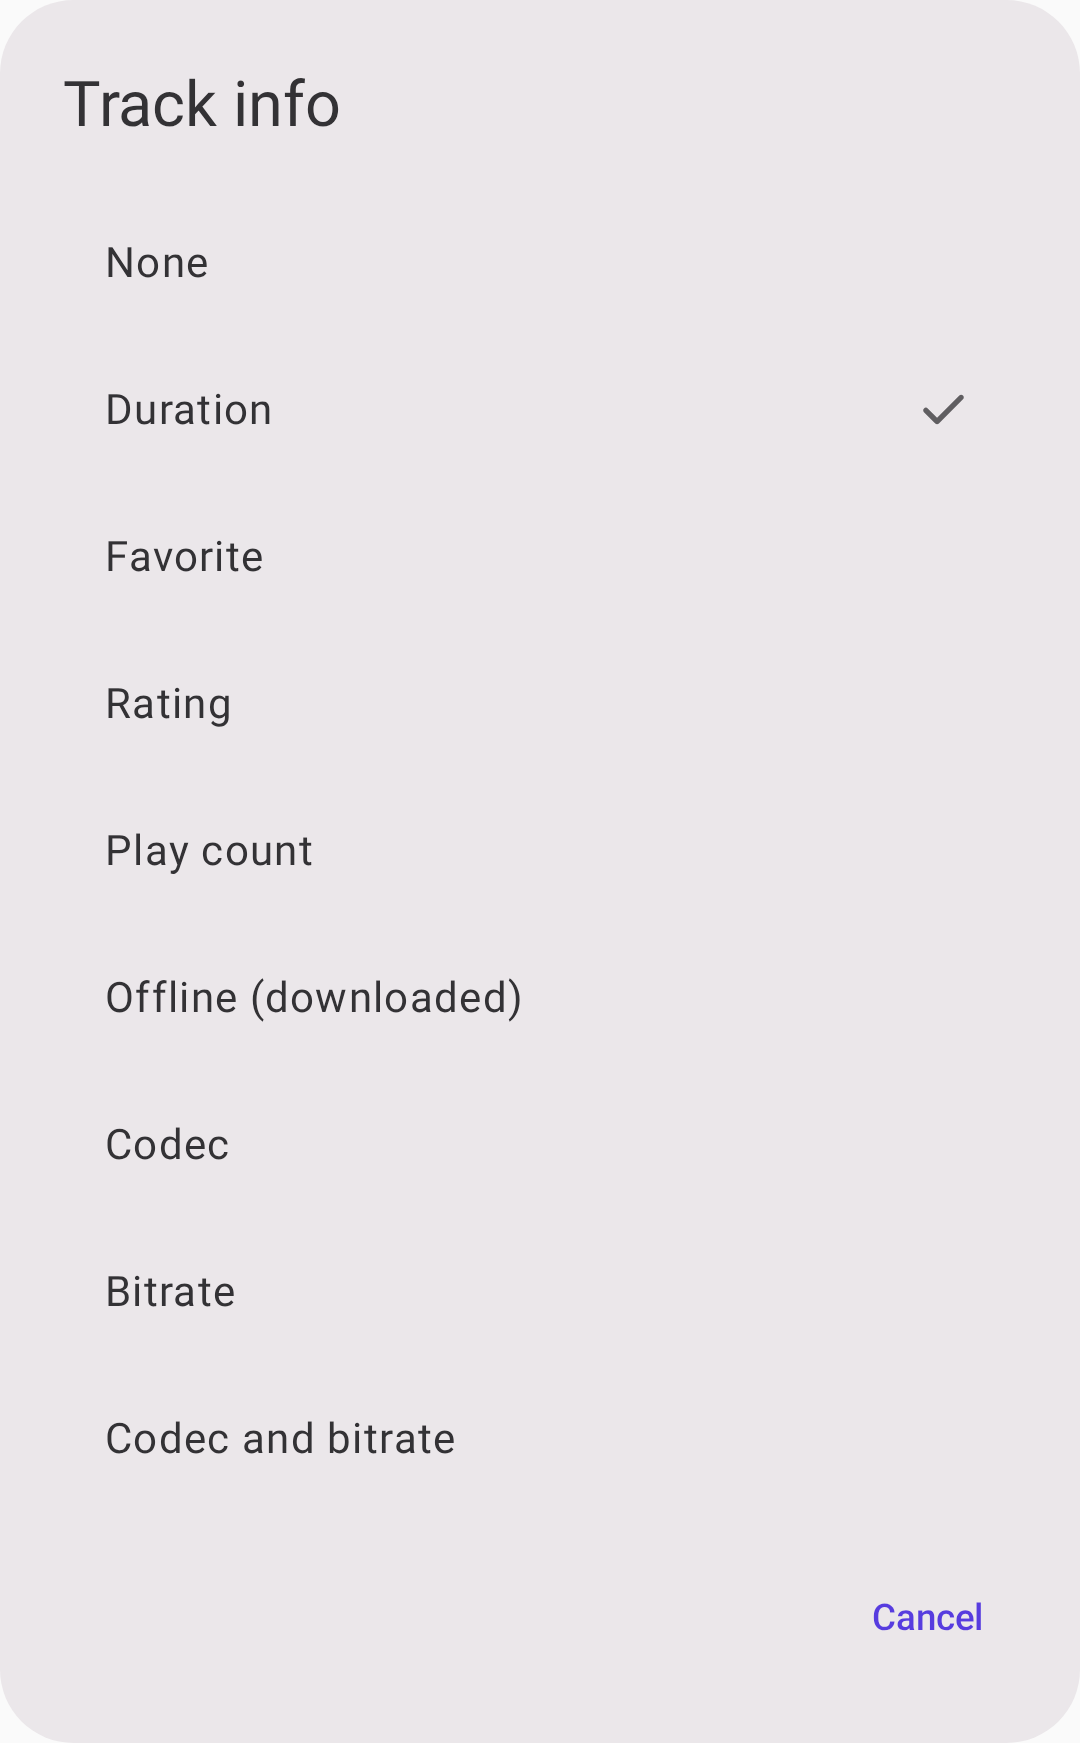 Track info
None
Duration
Favorite
Rating
Play count
Offline (downloaded)
Codec
Bitrate
Codec and bitrate
Cancel